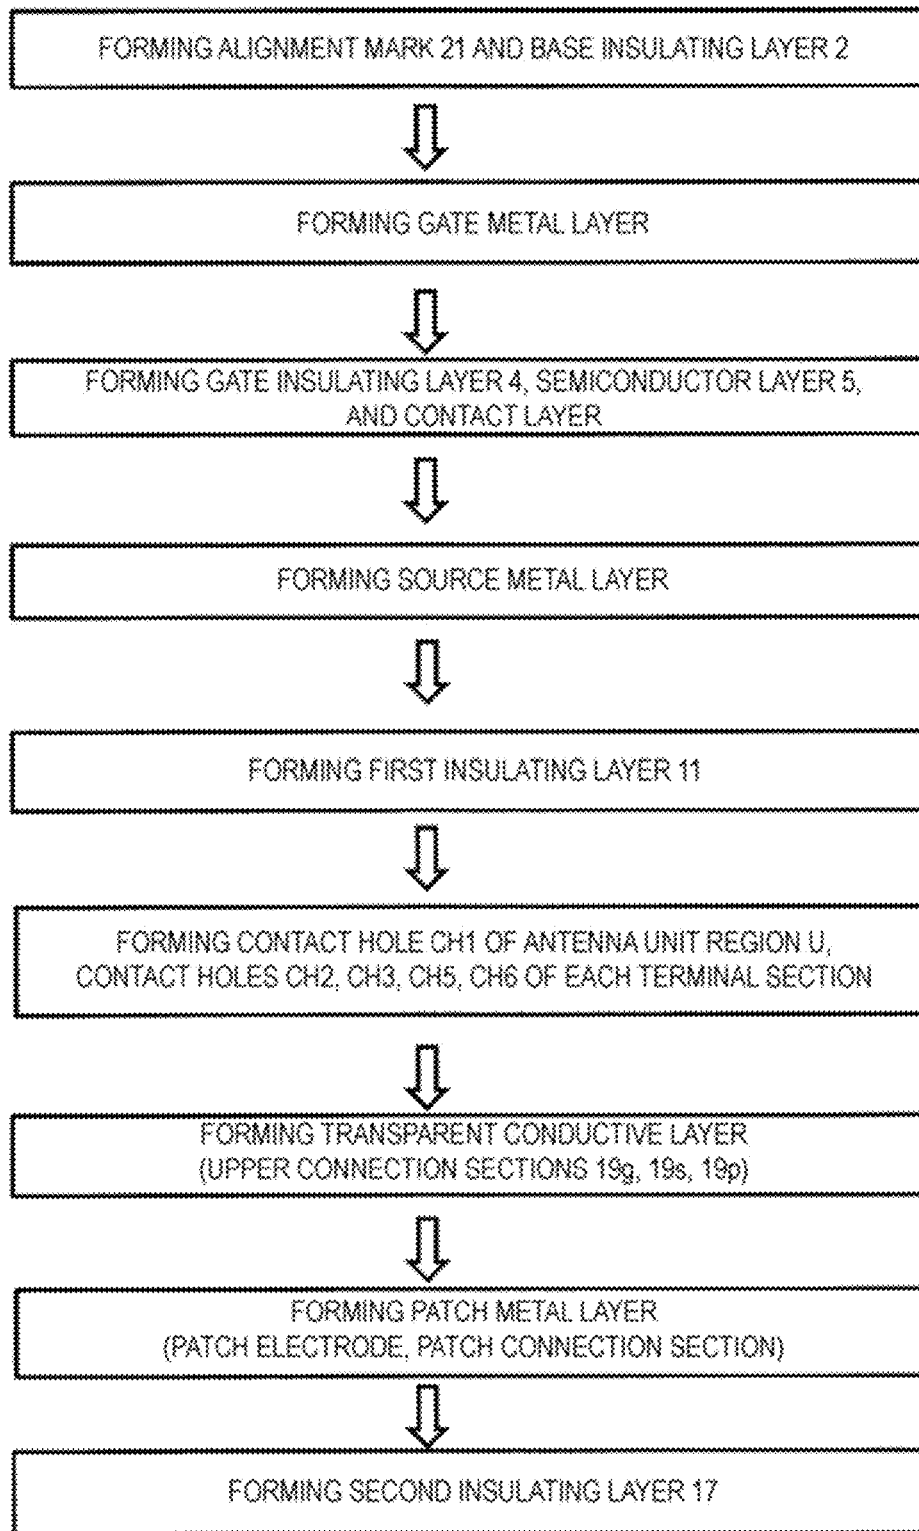 FORMING ALIGNMENT MARK 21 AND BASE INSULATING LAYER 2
FORMING GATE METAL LAYER
FORMING GATE INSULATING LAYER 4, SEMICONDUCTOR LAYER 5,
AND CONTACT LAYER
FORMING SOURCE METAL LAYER
FORMING FIRST INSULATING LAYER 11
FORMING CONTACT HOLE CH1 OF ANTENNA UNIT REGION U,
CONTACT HOLES CH2, CH3, CH5, CH6 OF EACH TERMINAL SECTION
FORMING TRANSPARENT CONDUCTIVE LAYER
(UPPER CONNECTION SECTIONS 19g, 19s, 19p)
FORMING PATCH METAL LAYER
(PATCH ELECTRODE, PATCH CONNECTION SECTION)
FORMING SECOND INSULATING LAYER 17